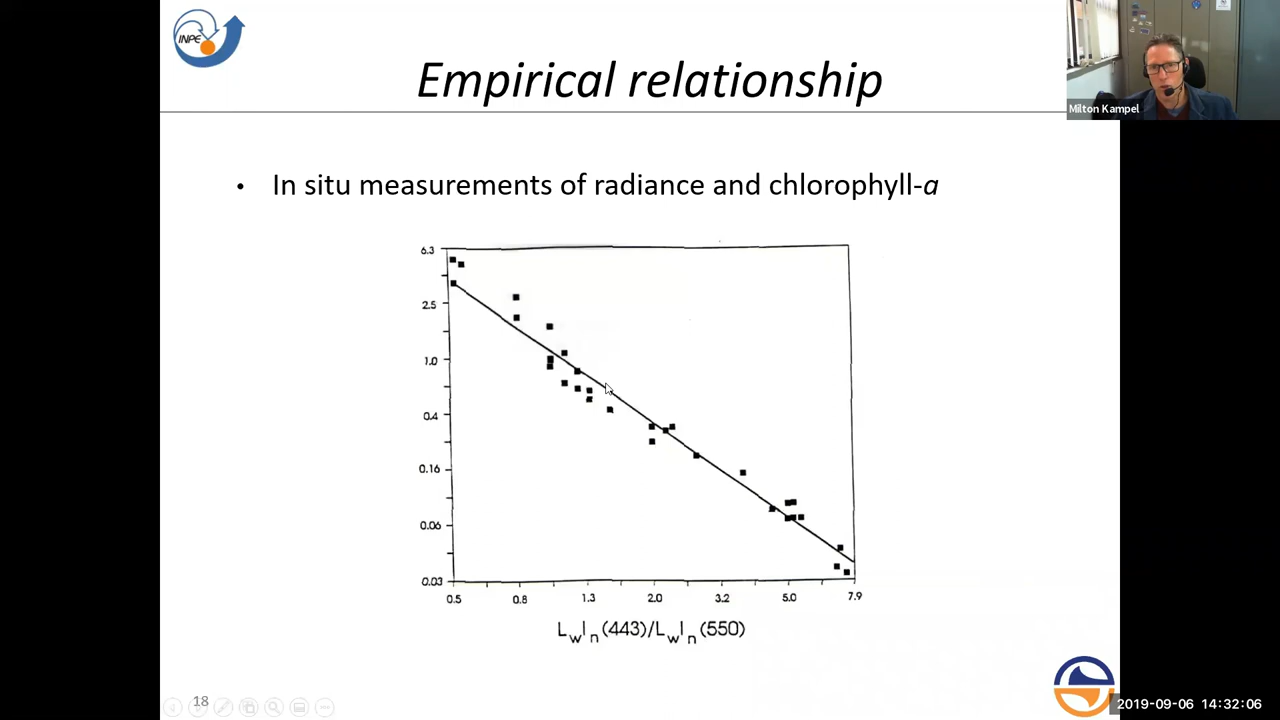 INPE
Empirical relationship
Milton Kampel
• In situ measurements of radiance and chlorophyll-a
6.3
2.5
1.0
0.4
0.16
0.06
0.03
0.5 0.8 1.3 2.0 3.2 5.0 7.9
LwIn(443)/LwIn(550)
18
2019-09-06 14:32:06